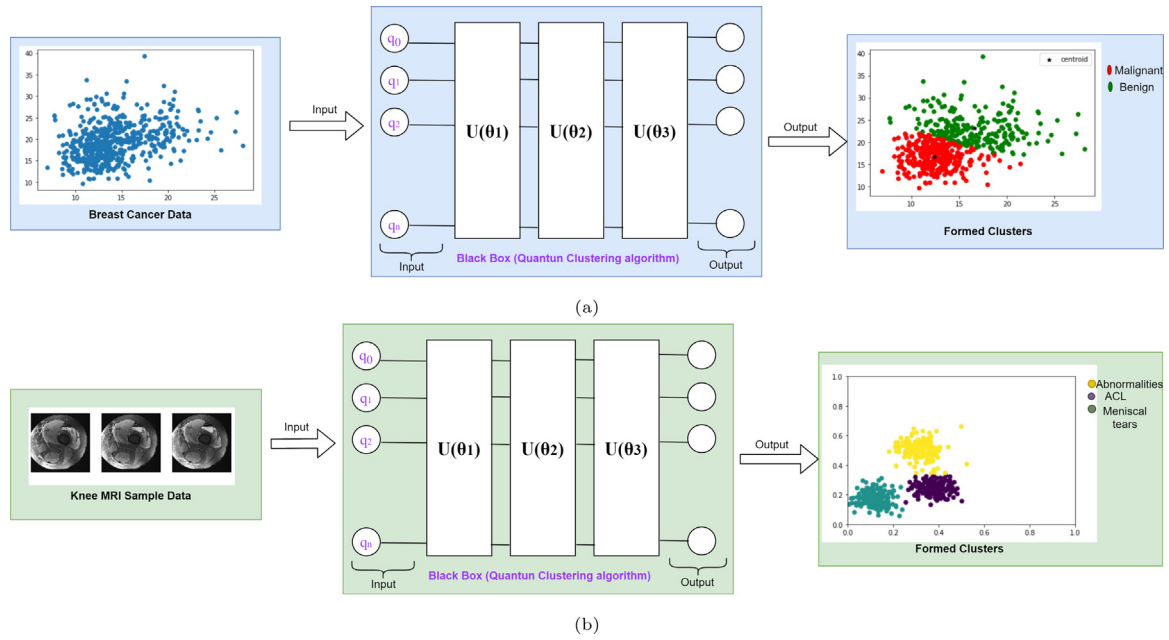 q0
q1
q2
qn
U(θ1)
U(θ2)
U(θ3)
Input
Output
Black Box (Quantun Clustering algorithm)
Input
40
35
30
25
20
15
10
10
15
20
25
Breast Cancer Data
Output
40
35
30
25
20
15
10
10
15
20
25
centroid
Malignant
Benign
Formed Clusters
(a)
q0
q1
q2
qn
U(θ1)
U(θ2)
U(θ3)
Input
Output
Black Box (Quantun Clustering algorithm)
Input
Knee MRI Sample Data
Output
1.0
0.8
0.6
0.4
0.2
0.0
0.0
0.2
0.4
0.6
0.8
1.0
1.0
Abnormalities
ACL
Meniscal
tears
Formed Clusters
(b)